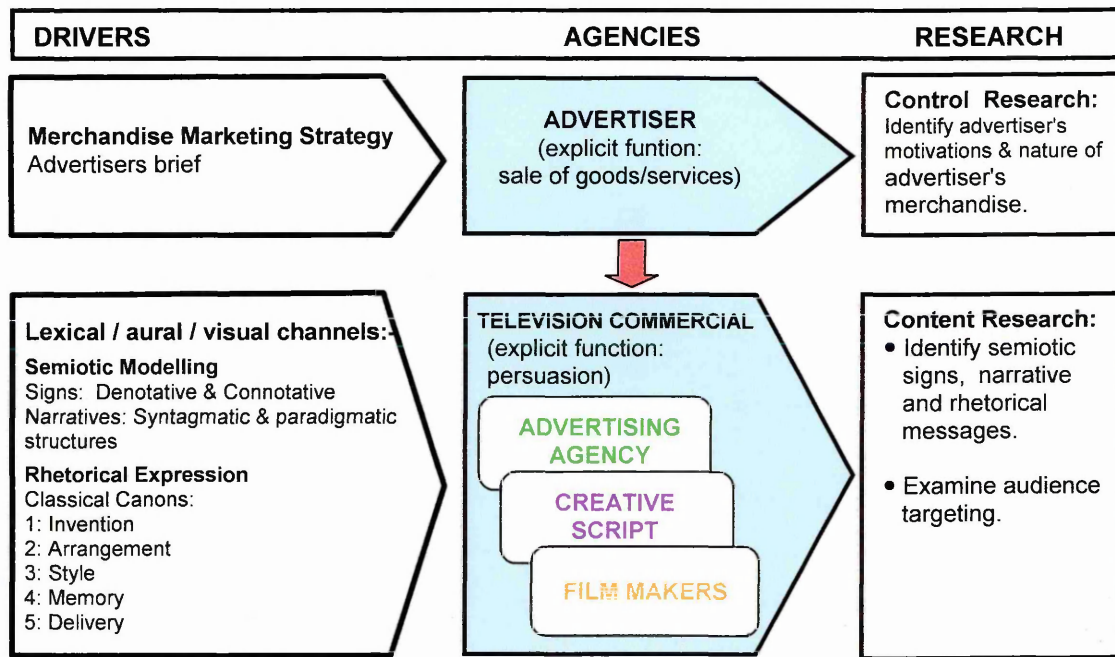 DRIVERS AGENCIES RESEARCH
Merchandise Marketing Strategy
Advertisers brief
ADVERTISER
(explicit funtion:
sale of goods/services)
Control Research:
Identify advertiser's
motivations & nature of
advertiser's
merchandise.
Lexical / aural / visual channels:-
Semiotic Modelling
Signs: Denotative & Connotative
Narratives: Syntagmatic & paradigmatic
structures
Rhetorical Expression
Classical Canons:
1: Invention
2: Arrangement
3: Style
4: Memory
5: Delivery
TELEVISION COMMERCIAL
(explicit function:
persuasion)
ADVERTISING
AGENCY
CREATIVE
SCRIPT
FILM MAKERS
Content Research:
• Identify semiotic
signs, narrative
and rhetorical
messages.
• Examine audience
targeting.